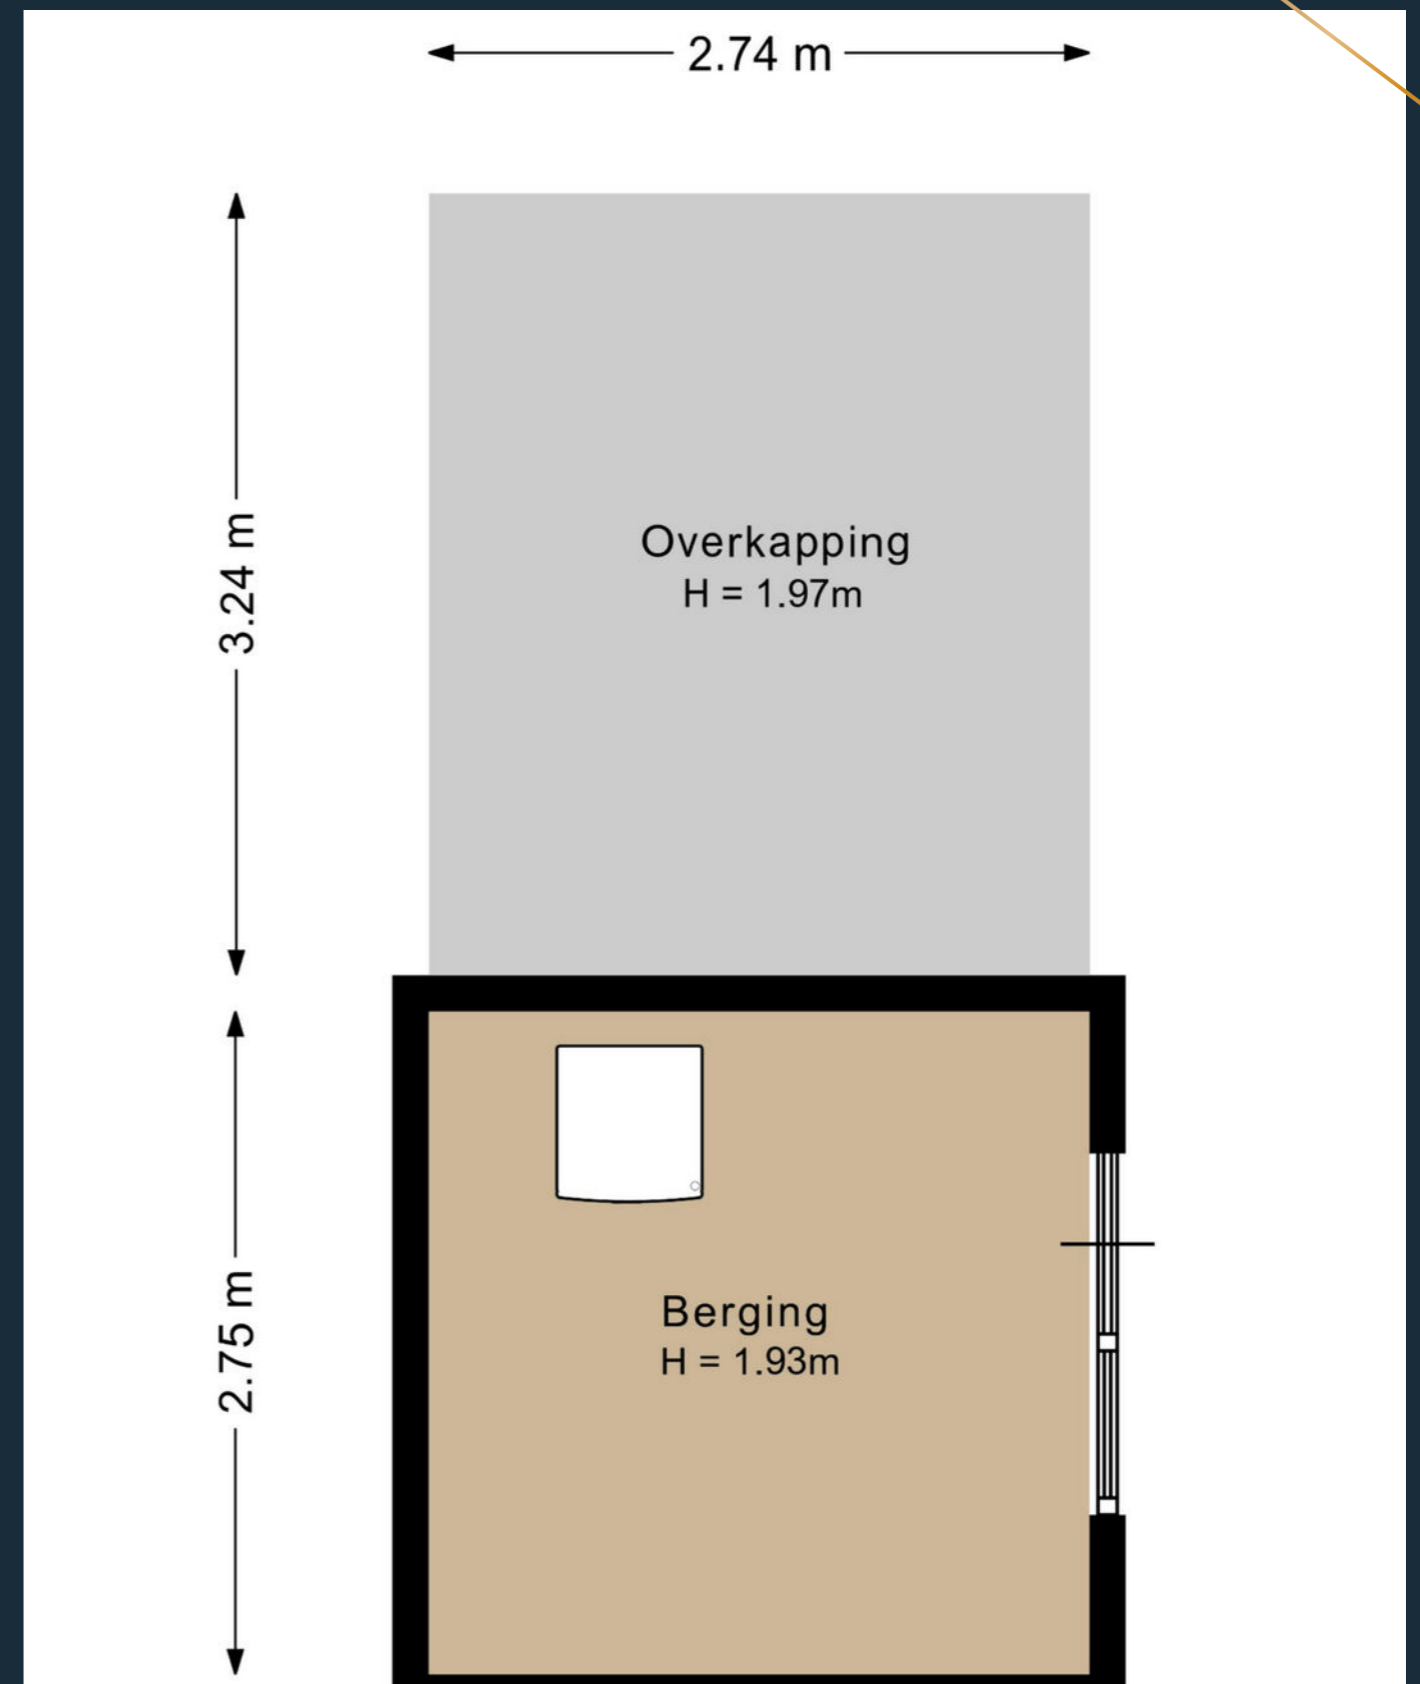 2.74 m
3.24 m
Overkapping
H = 1.97m
2.75 m
Berging
H = 1.93m